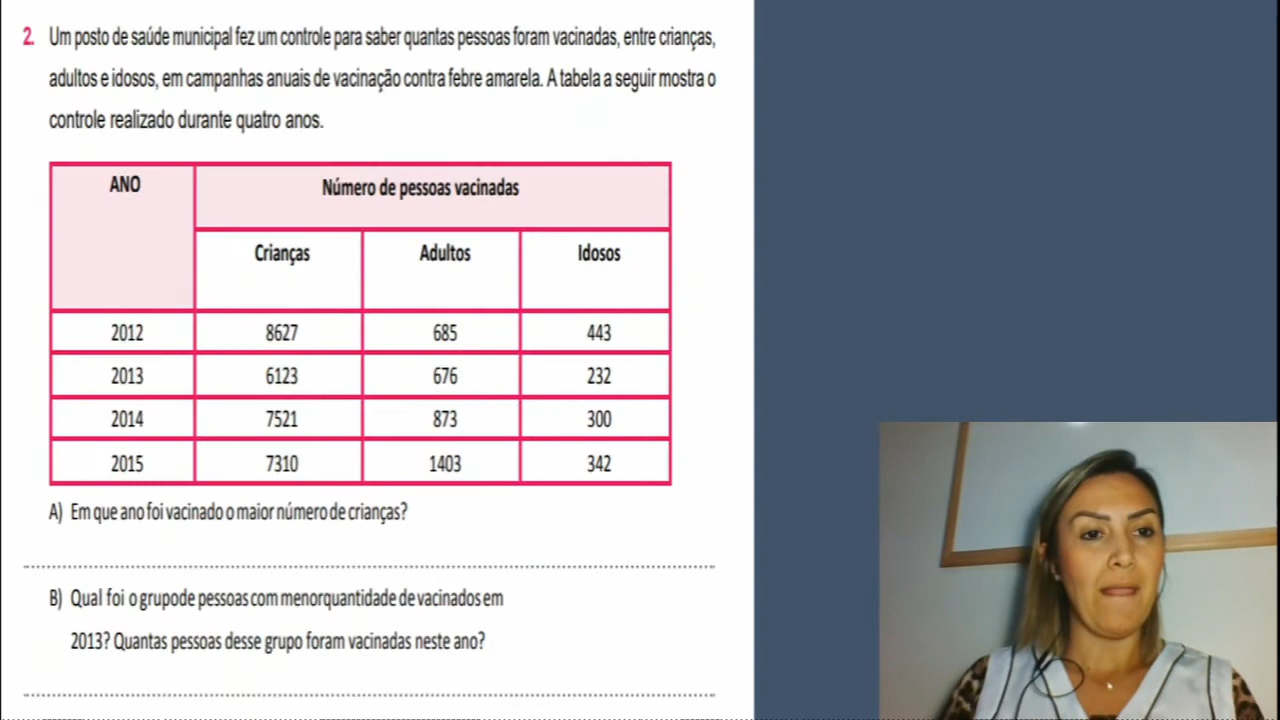 2. Um posto de saúde municipal fez um controle para saber quantas pessoas foram vacinadas, entre crianças,
adultos e idosos, em campanhas anuais de vacinação contra febre amarela. A tabela a seguir mostra o
controle realizado durante quatro anos.
ANO Número de pessoas vacinadas
Crianças Adultos Idosos
2012 8627 685 443
2013 6123 676 232
2014 7521 873 300
2015 7310 1403 342
A) Em que ano foi vacinado o maior número de crianças?
B) Qual foi o grupode pessoas com menorquantidade de vacinados em
2013? Quantas pessoas desse grupo foram vacinadas neste ano?